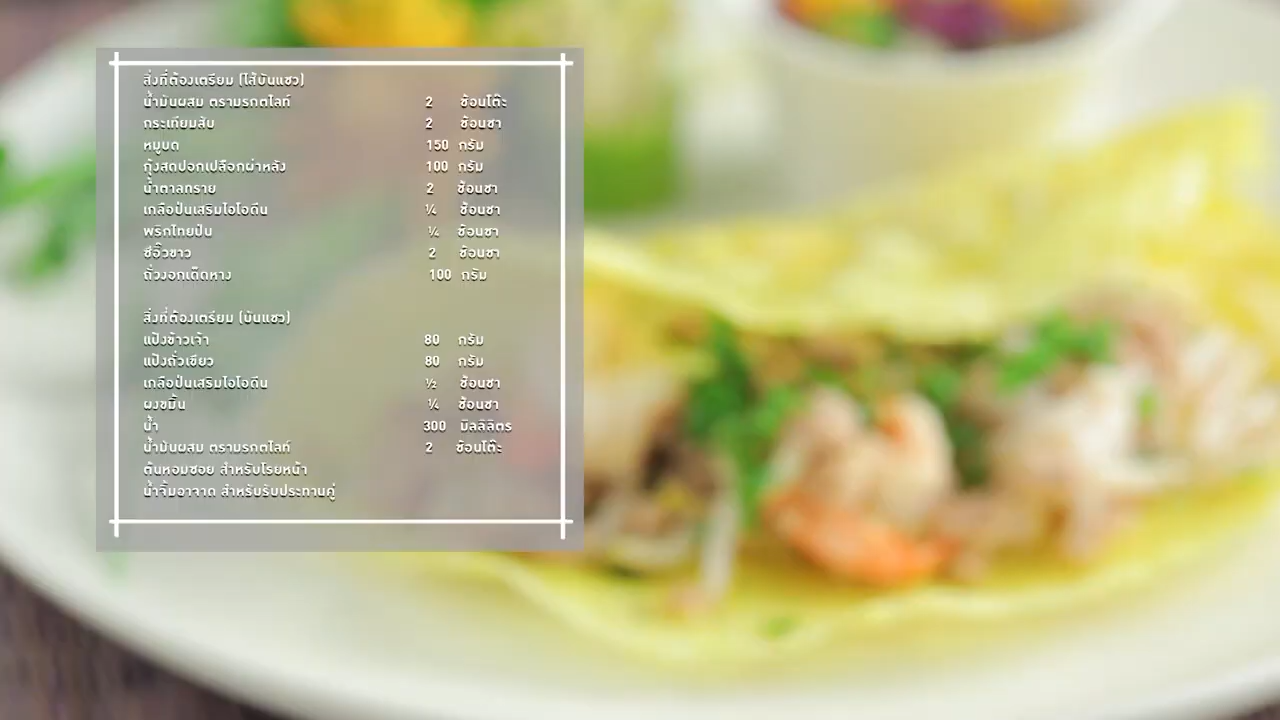 สิ่งที่ต้องเตรียม (ไส้บันแชว)
น้ำมันผสม ตรามรกตไลท์ 2 ช้อนโต๊ะ
กระเทียมสับ 2 ช้อนชา
หมูบด 150 กรัม
กุ้งสดปอกเปลือกผ่าหลัง 100 กรัม
น้ำตาลทราย 2 ช้อนชา
เกลือป่นเสริมไอโอดีน ¼ ช้อนชา
พริกไทยป่น ¼ ช้อนชา
ซีอิ๊วขาว 2 ช้อนชา
ถั่วงอกเด็ดหาง 100 กรัม
สิ่งที่ต้องเตรียม (บันแชว)
แป้งข้าวเจ้า 80 กรัม
แป้งถั่วเขียว 80 กรัม
เกลือป่นเสริมไอโอดีน ½ ช้อนชา
ผงขมิ้น ¼ ช้อนชา
น้ำ 300 มิลลิลิตร
น้ำมันผสม ตรามรกตไลท์ 2 ช้อนโต๊ะ
ต้นหอมซอย สำหรับโรยหน้า
น้ำจิ้มอาจาด สำหรับรับประทานคู่